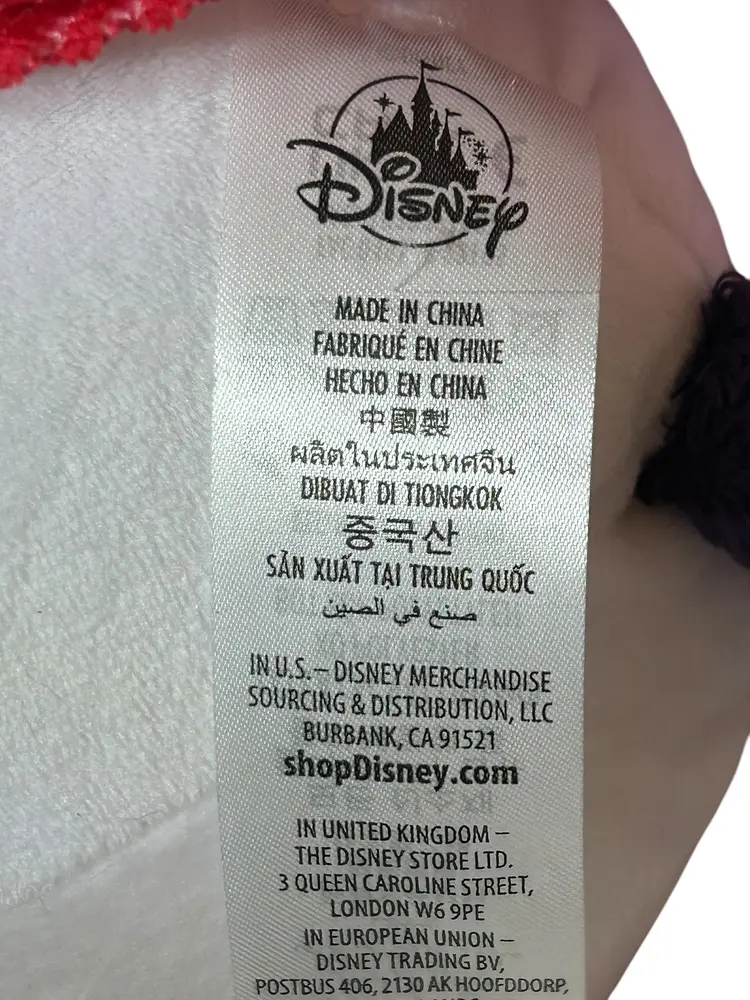 Disney
MADE IN CHINA
FABRIQUÉ EN CHINE
HECHO EN CHINA
中國製
ผลิตในประเทศจีน
DIBUAT DI TIONGKOK
중국산
SẢN XUẤT TẠI TRUNG QUỐC
صنع في الصين
IN U.S. – DISNEY MERCHANDISE
SOURCING & DISTRIBUTION, LLC
BURBANK, CA 91521
shopDisney.com
IN UNITED KINGDOM –
THE DISNEY STORE LTD.
3 QUEEN CAROLINE STREET,
LONDON W6 9PE
IN EUROPEAN UNION –
DISNEY TRADING BV,
POSTBUS 406, 2130 AK HOOFDDORP,